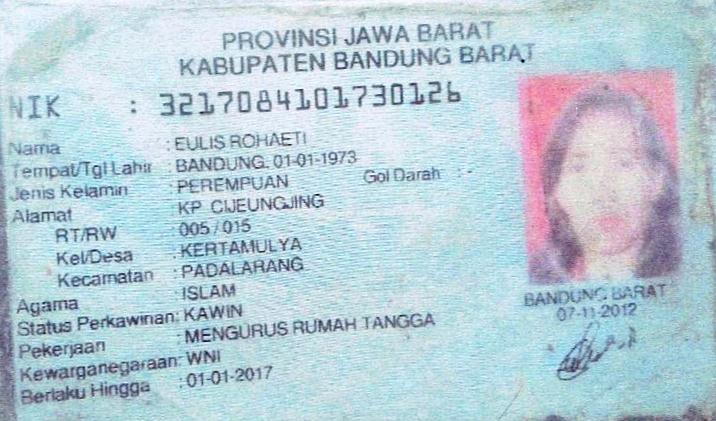 PROVINSI JAWA BARAT
KABUPATEN BANDUNG BARAT
NIK : 3217084101730126
Nama : EULIS ROHAETI
Tempat/Tgl Lahir : BANDUNG. 01-01-1973
Jenis Kelamin : PEREMPUAN Gol Darah : -
Alamat : KP CIJEUNGJING
RT/RW : 005 / 015
Kel/Desa : KERTAMULYA
Kecamatan : PADALARANG
Agama : ISLAM
Status Perkawinan: KAWIN
Pekerjaan : MENGURUS RUMAH TANGGA
Kewarganegaraan: WNI
Berlaku Hingga : 01-01-2017
BANDUNG BARAT
07-11-2012